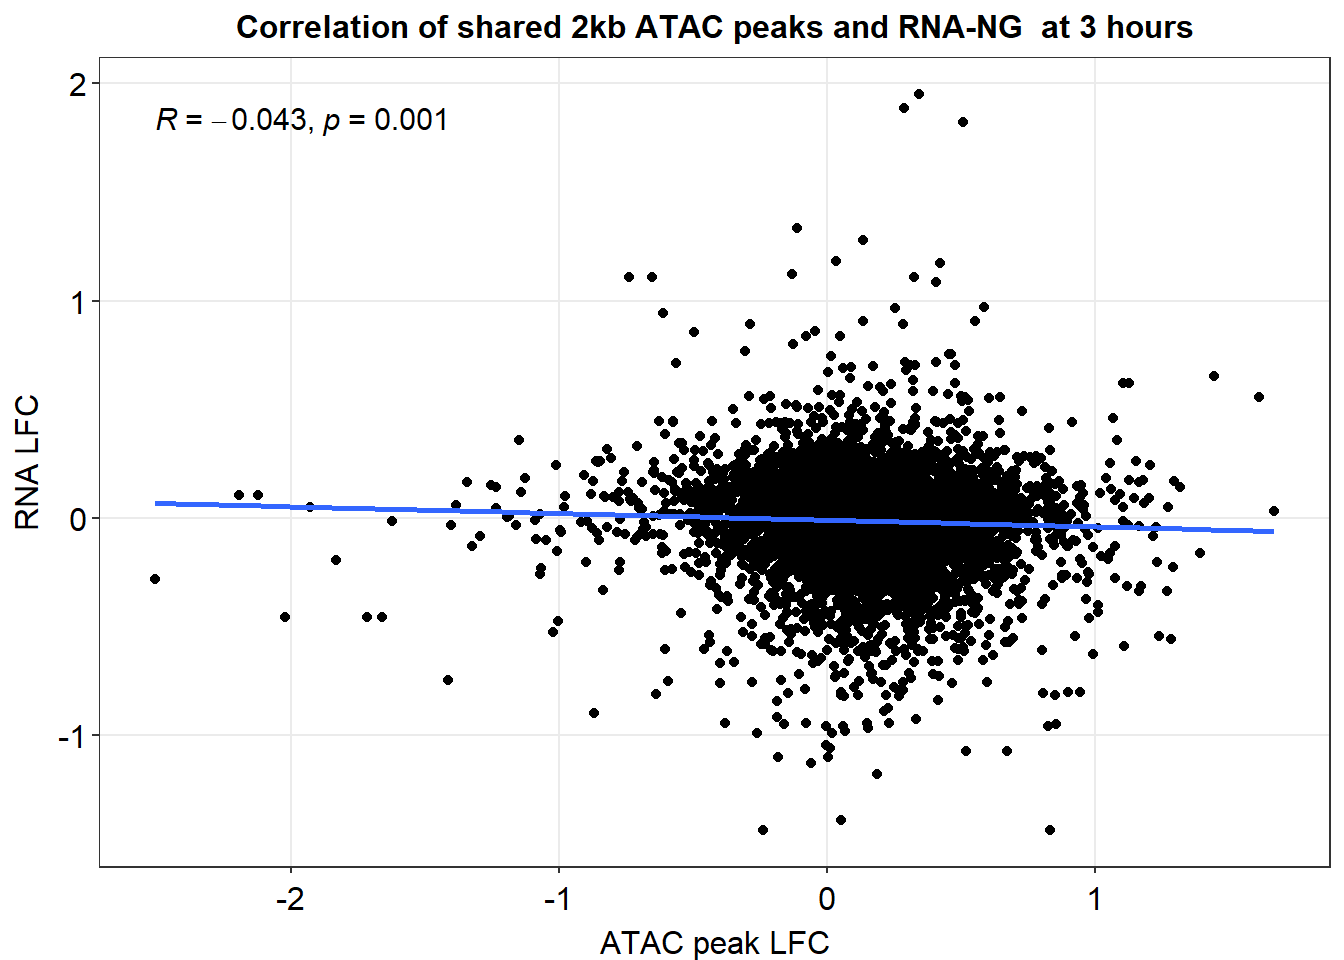 Correlation of shared 2kb ATAC peaks and RNA-NG  at 3 hours
R = −0.043, p = 0.001
2
1
0
-1
RNA LFC
-2
-1
0
1
ATAC peak LFC